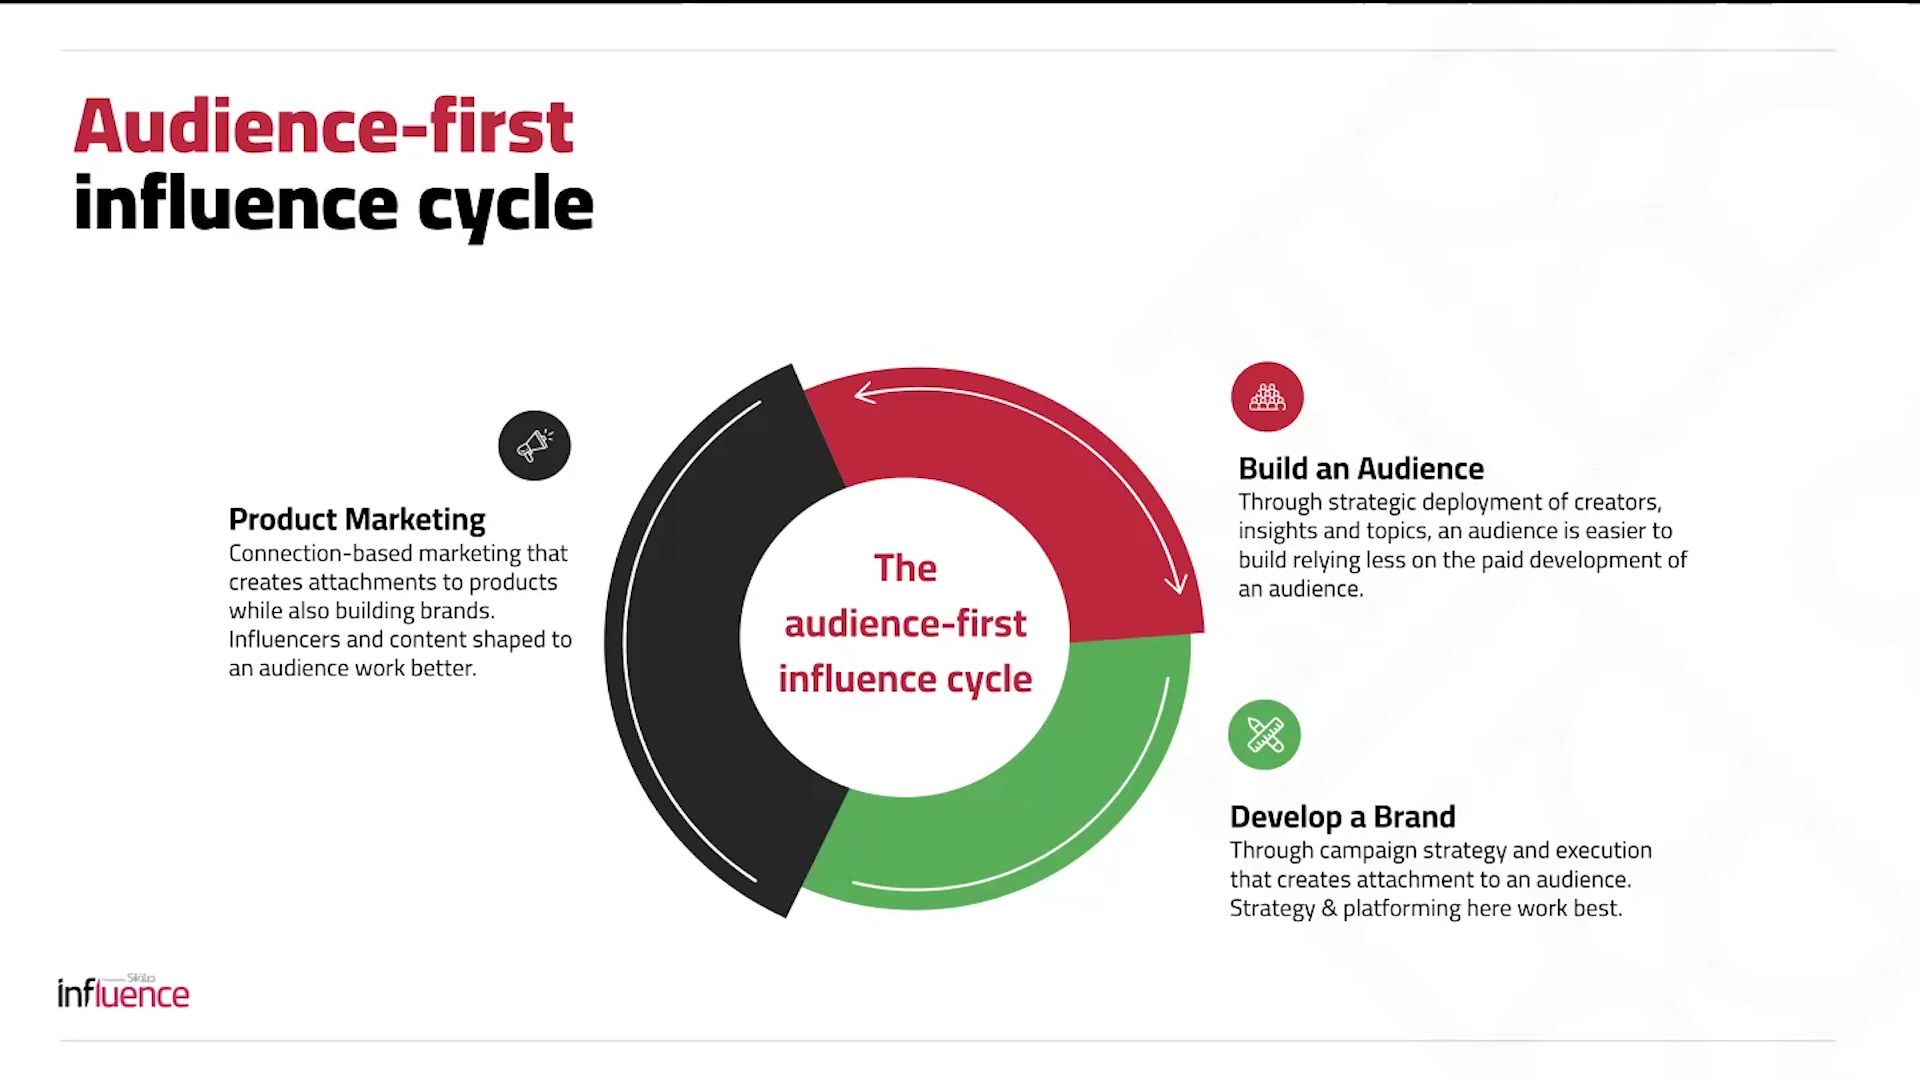 Audience-first
influence cycle
Product Marketing
Connection-based marketing that
creates attachments to products
while also building brands.
Influencers and content shaped to
an audience work better.
The
audience-first
influence cycle
Build an Audience
Through strategic deployment of creators,
insights and topics, an audience is easier to
build relying less on the paid development of
an audience.
Develop a Brand
Through campaign strategy and execution
that creates attachment to an audience.
Strategy & platforming here work best.
influence